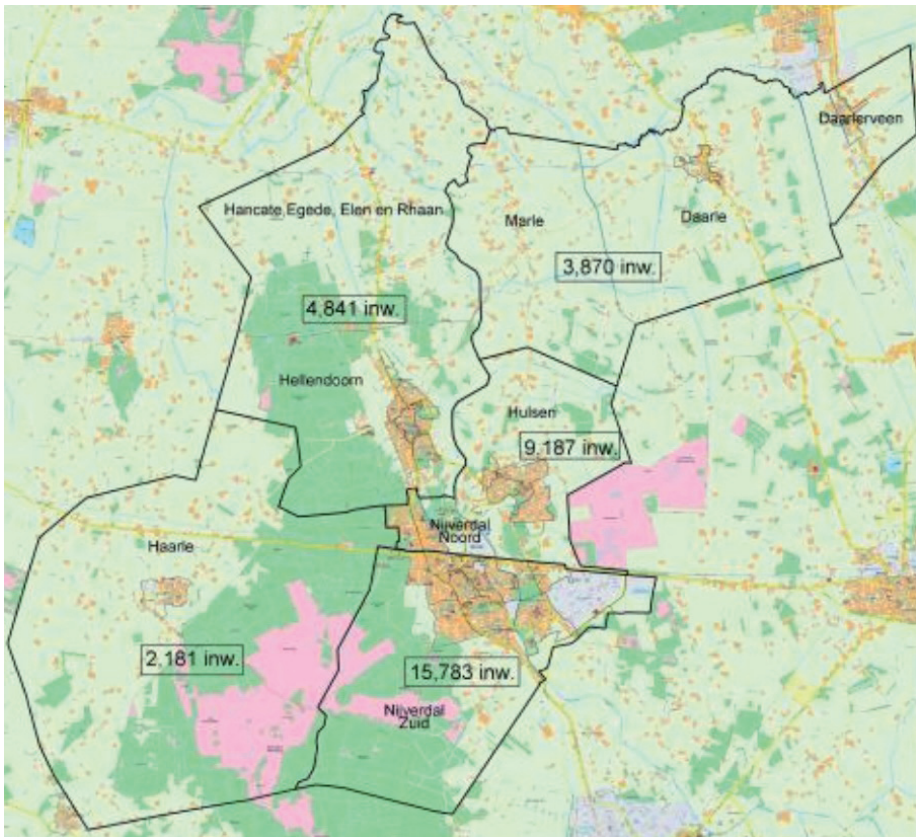 Daarlerveen
Hancate,Egede, Elen en Rhaan
Marle
Daarle
3,870 inw.
4.841 inw.
Hellendoorn
Hulsen
9.187 inw.
Nijverdal
Noord
Haarle
2.181 inw.
15,783 inw.
Nijverdal
Zuid